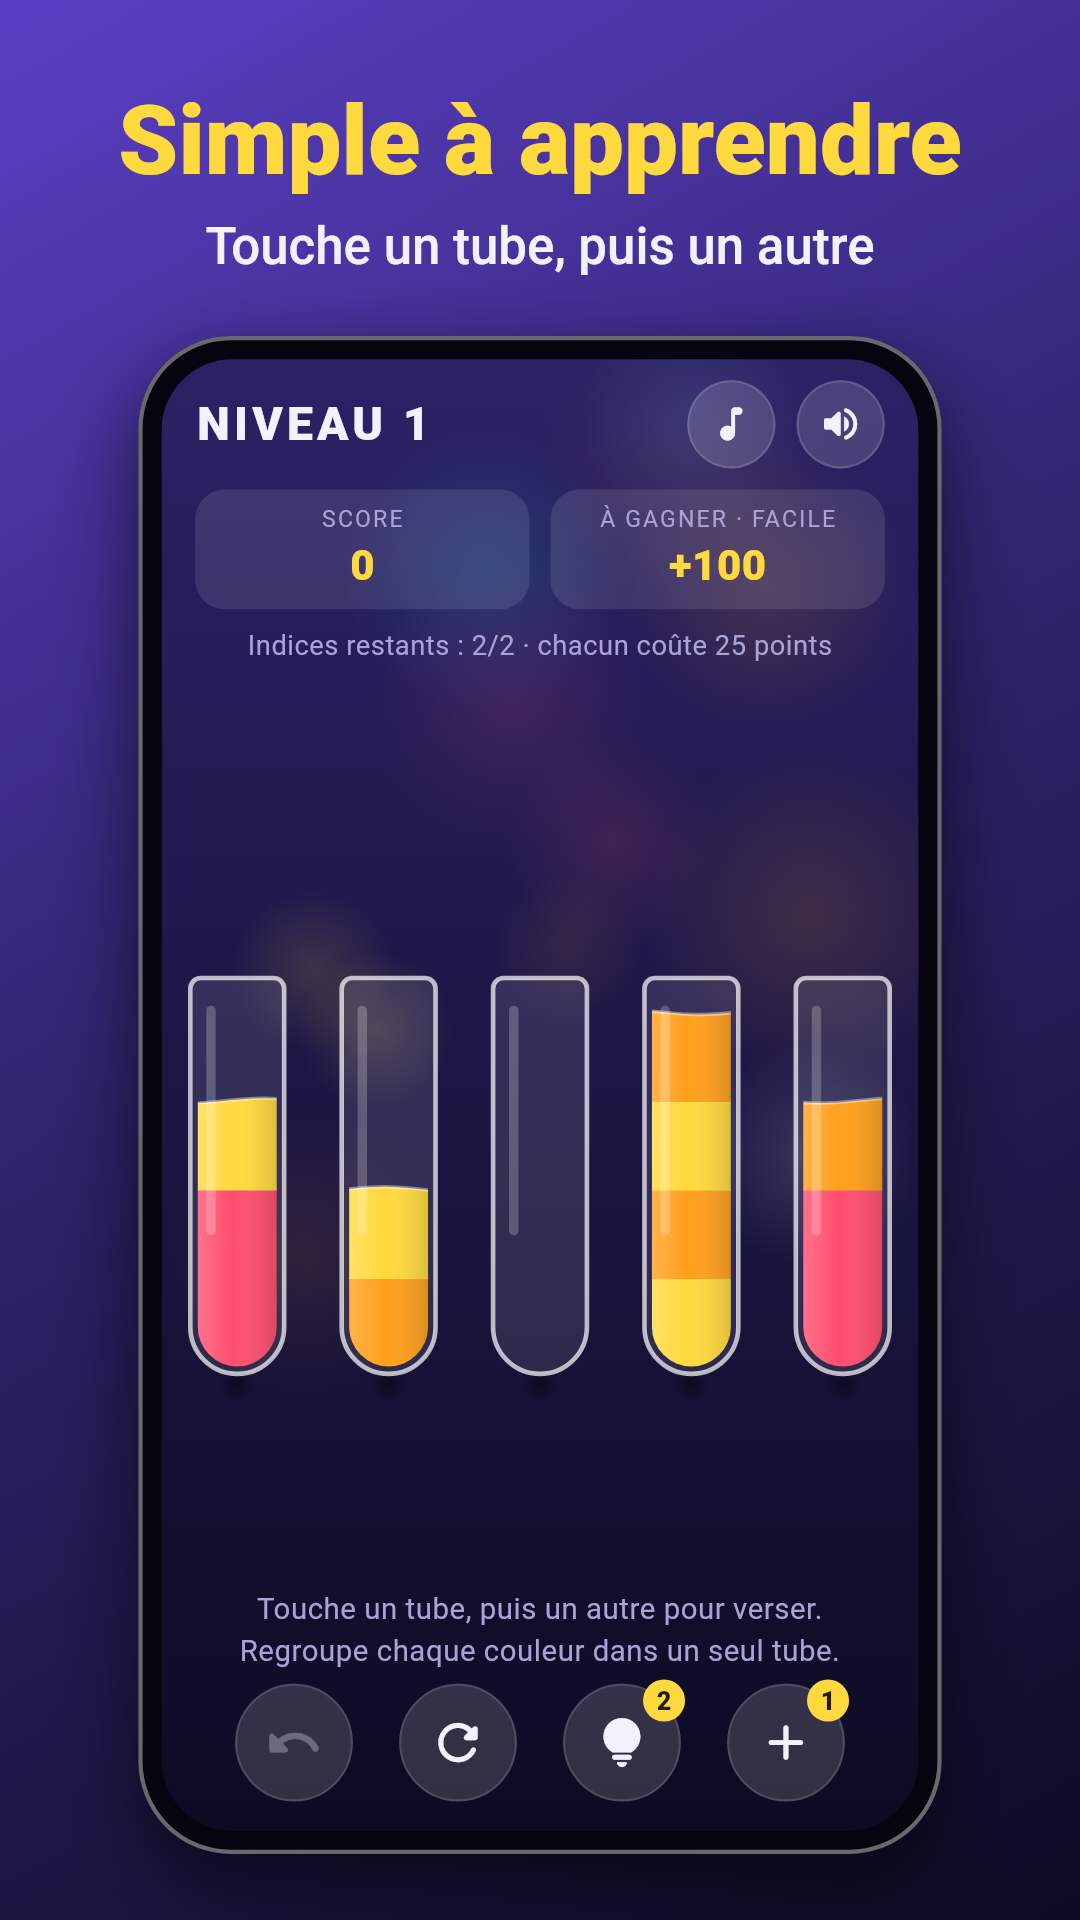 Simple à apprendre
Touche un tube, puis un autre
NIVEAU 1
SCORE
0
À GAGNER · FACILE
+100
Indices restants : 2/2 · chacun coûte 25 points
Touche un tube, puis un autre pour verser.
Regroupe chaque couleur dans un seul tube.
2
1